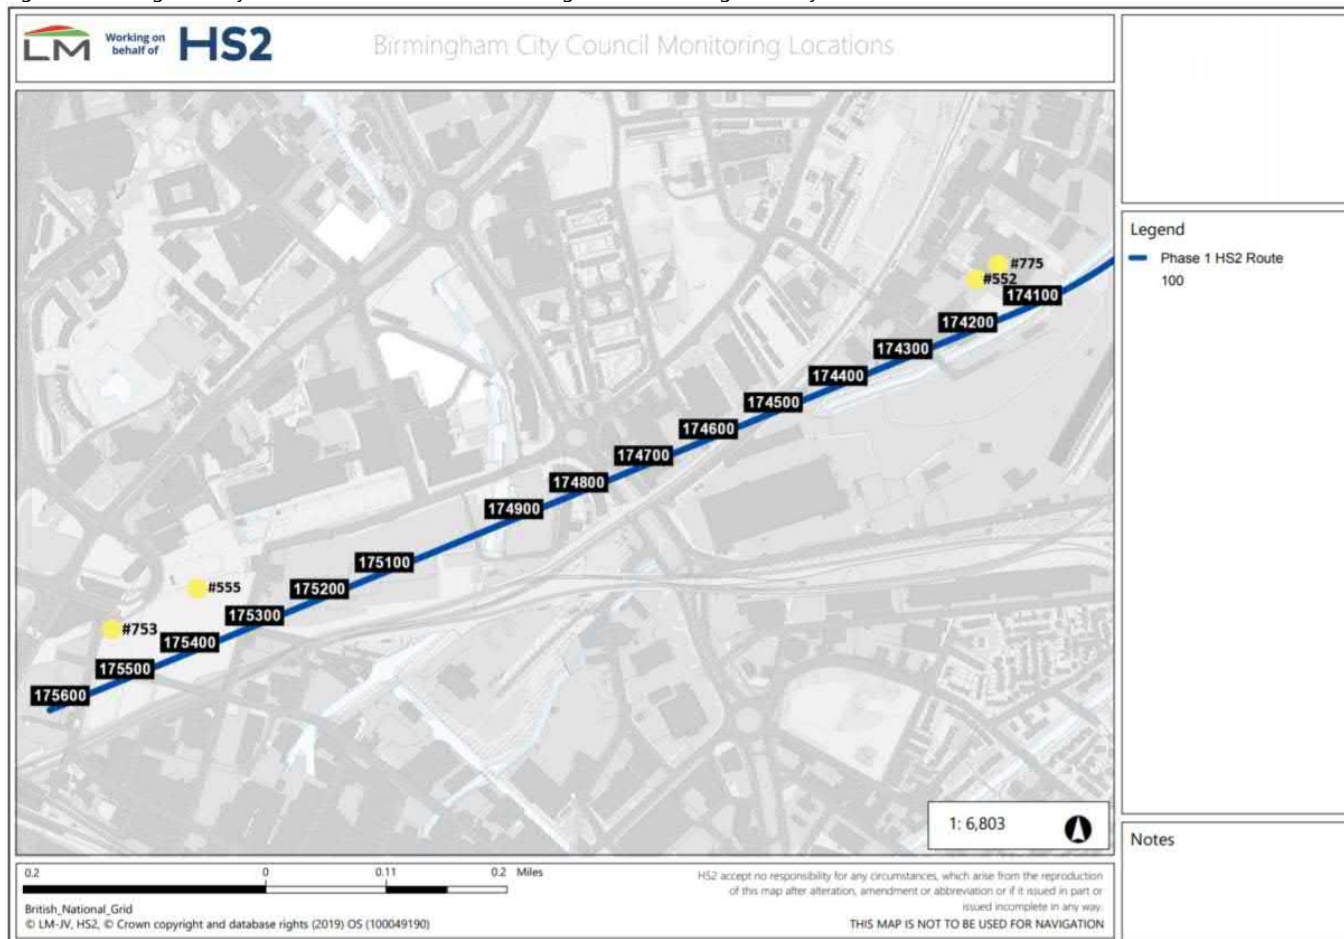 LM Working on behalf of HS2
Birmingham City Council Monitoring Locations
#775
#552
174100
174200
174300
174400
174500
174600
174700
174800
174900
175100
175200
175300
175400
175500
175600
#555
#753
1: 6,803
Legend
Phase 1 HS2 Route
100
Notes
0.2 0 0.11 0.2 Miles
British_National_Grid
© LM-JV, HS2, © Crown copyright and database rights (2019) OS (100049190)
HS2 accept no responsibility for any circumstances, which arise from the reproduction
of this map after alteration, amendment or abbreviation or if it issued in part or
issued incomplete in any way.
THIS MAP IS NOT TO BE USED FOR NAVIGATION